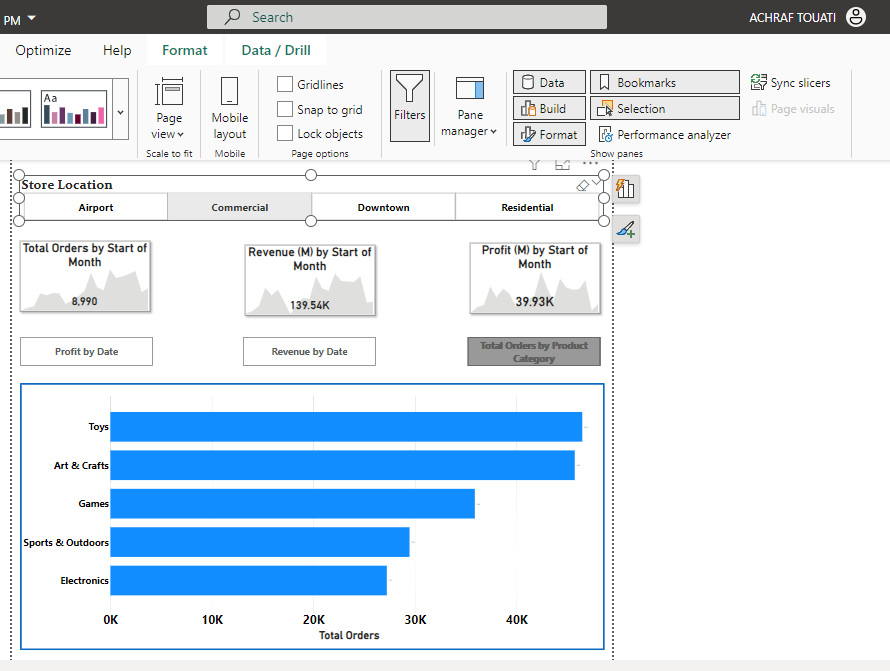 PM
Search
ACHRAF TOUATI
Optimize Help Format Data / Drill
Aa
Page view
Scale to fit
Mobile layout
Mobile
Gridlines
Snap to grid
Lock objects
Page options
Filters
Pane manager
Data
Build
Format
Bookmarks
Selection
Performance analyzer
Show panes
Sync slicers
Page visuals
Store Location
Airport Commercial Downtown Residential
Total Orders by Start of
Month
8,990
Revenue (M) by Start of
Month
139.54K
Profit (M) by Start of
Month
39.93K
Profit by Date
Revenue by Date
Total Orders by Product
Category
Toys
Art & Crafts
Games
Sports & Outdoors
Electronics
0K 10K 20K 30K 40K
Total Orders